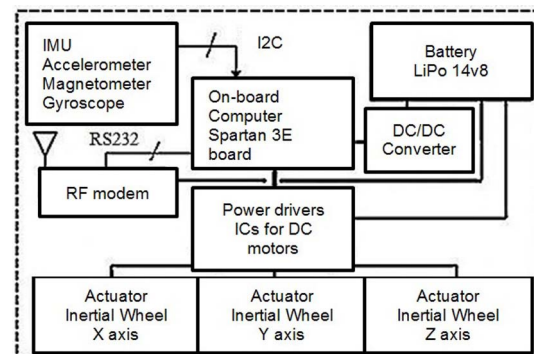 IMU
Accelerometer
Magnetometer
Gyroscope
I2C
Battery
LiPo 14v8
On-board
Computer
Spartan 3E
board
DC/DC
Converter
RS232
RF modem
Power drivers
ICs for DC
motors
Actuator
Inertial Wheel
X axis
Actuator
Inertial Wheel
Y axis
Actuator
Inertial Wheel
Z axis